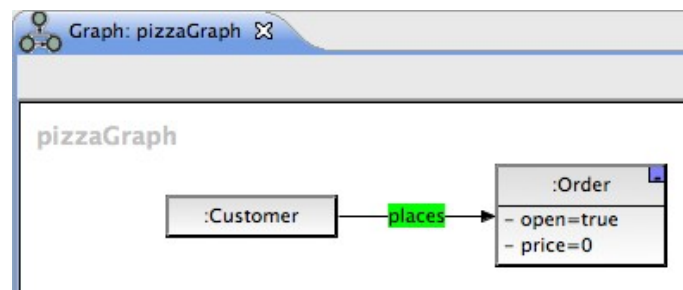 Graph: pizzaGraph
pizzaGraph
:Customer
places
:Order
- open=true
- price=0